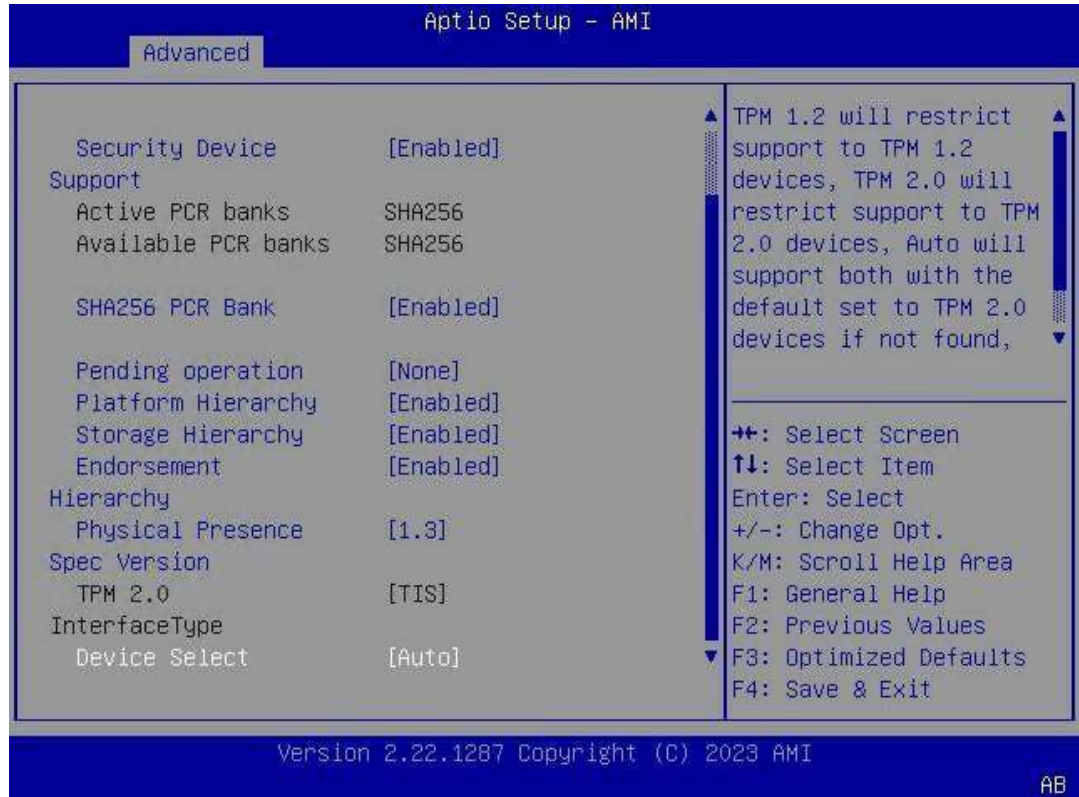 Aptio Setup - AMI
Advanced
Security Device [Enabled]
Support
Active PCR banks SHA256
Available PCR banks SHA256
SHA256 PCR Bank [Enabled]
Pending operation [None]
Platform Hierarchy [Enabled]
Storage Hierarchy [Enabled]
Endorsement [Enabled]
Hierarchy
Physical Presence [1.3]
Spec Version
TPM 2.0 [TIS]
InterfaceType
Device Select [Auto]
TPM 1.2 will restrict
support to TPM 1.2
devices, TPM 2.0 will
restrict support to TPM
2.0 devices, Auto will
support both with the
default set to TPM 2.0
devices if not found,
→←: Select Screen
↑↓: Select Item
Enter: Select
+/-: Change Opt.
K/M: Scroll Help Area
F1: General Help
F2: Previous Values
F3: Optimized Defaults
F4: Save & Exit
Version 2.22.1287 Copyright (C) 2023 AMI
AB